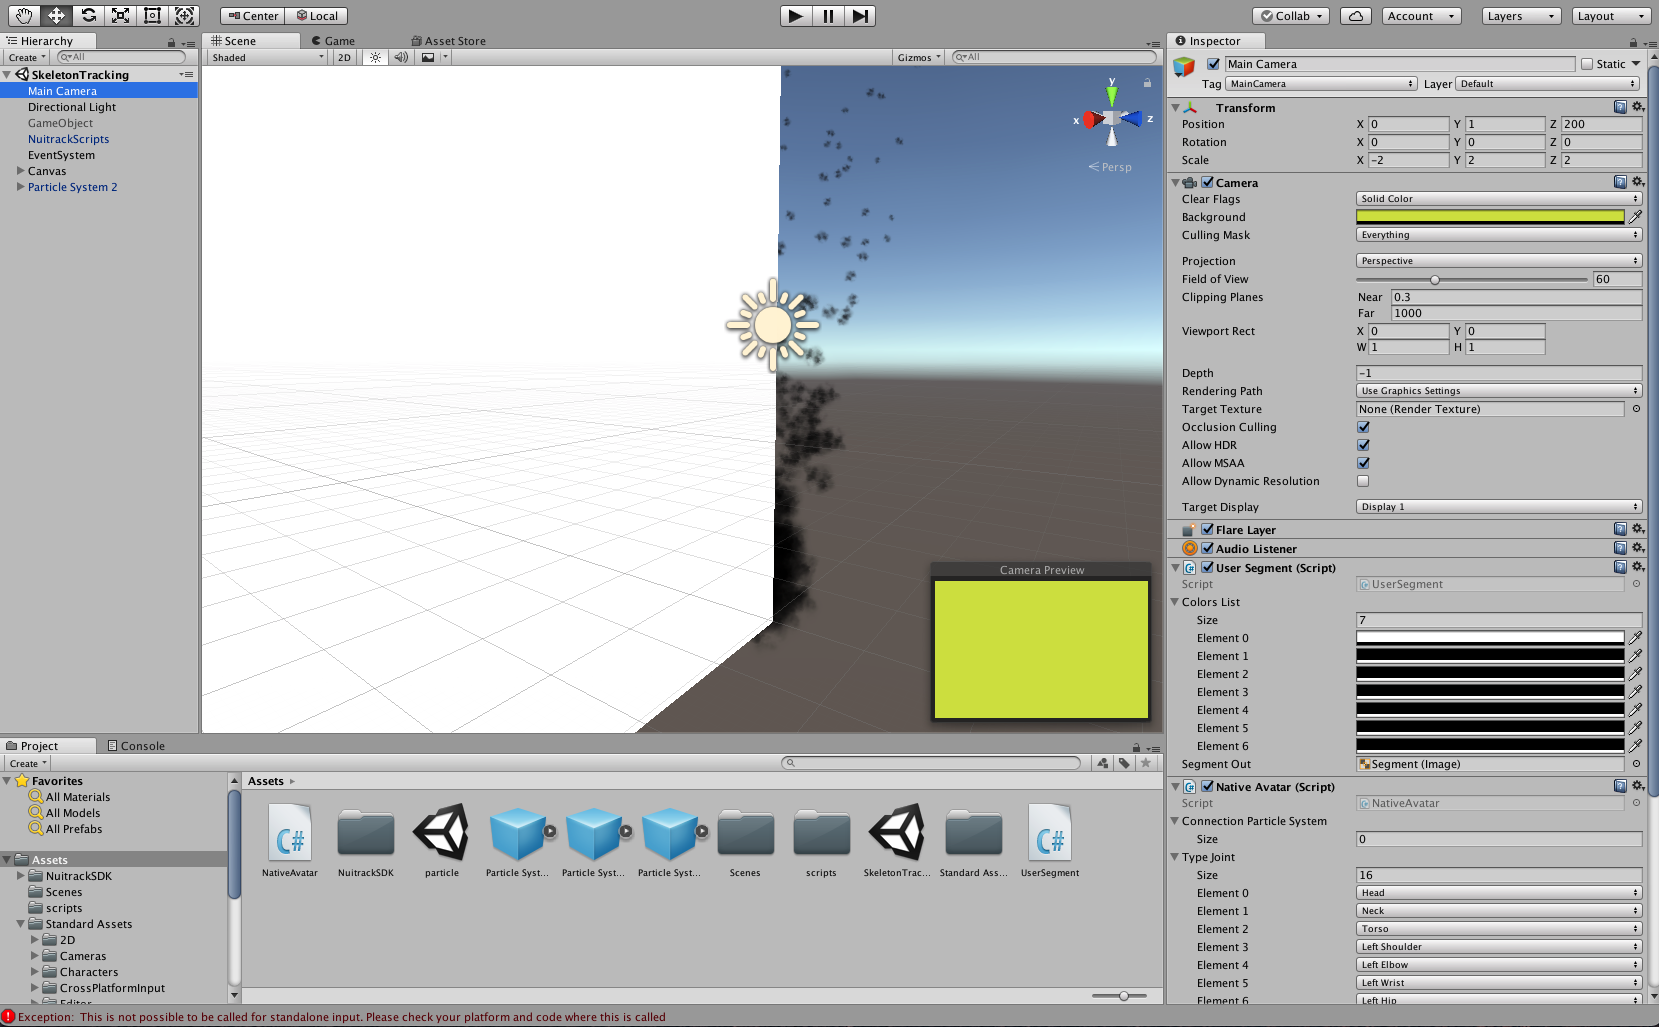 Center
Local
Collab
Account
Layers
Layout
Hierarchy
Create
All
SkeletonTracking
Main Camera
Directional Light
GameObject
NuitrackScripts
EventSystem
Canvas
Particle System 2
Scene
Game
Asset Store
Shaded
2D
Gizmos
All
y
x
z
Persp
Camera Preview
Inspector
Main Camera
Static
Tag MainCamera Layer Default
Transform
Position X 0 Y 1 Z 200
Rotation X 0 Y 0 Z 0
Scale X -2 Y 2 Z 2
Camera
Clear Flags Solid Color
Background
Culling Mask Everything
Projection Perspective
Field of View 60
Clipping Planes Near 0.3
Far 1000
Viewport Rect X 0 Y 0
W 1 H 1
Depth -1
Rendering Path Use Graphics Settings
Target Texture None (Render Texture)
Occlusion Culling
Allow HDR
Allow MSAA
Allow Dynamic Resolution
Target Display Display 1
Flare Layer
Audio Listener
User Segment (Script)
Script UserSegment
Colors List
Size 7
Element 0
Element 1
Element 2
Element 3
Element 4
Element 5
Element 6
Segment Out Segment (Image)
Native Avatar (Script)
Script NativeAvatar
Connection Particle System
Size 0
Type Joint
Size 16
Element 0 Head
Element 1 Neck
Element 2 Torso
Element 3 Left Shoulder
Element 4 Left Elbow
Element 5 Left Wrist
Element 6 Left Hip
Project
Console
Create
Favorites
All Materials
All Models
All Prefabs
Assets
NuitrackSDK
Scenes
scripts
Standard Assets
2D
Cameras
Characters
CrossPlatformInput
Editor
Assets
C#
C#
NativeAvatar
NuitrackSDK
particle
Particle Syst...
Particle Syst...
Particle Syst...
Scenes
scripts
SkeletonTrac...
Standard Ass...
UserSegment
Exception: This is not possible to be called for standalone input. Please check your platform and code where this is called